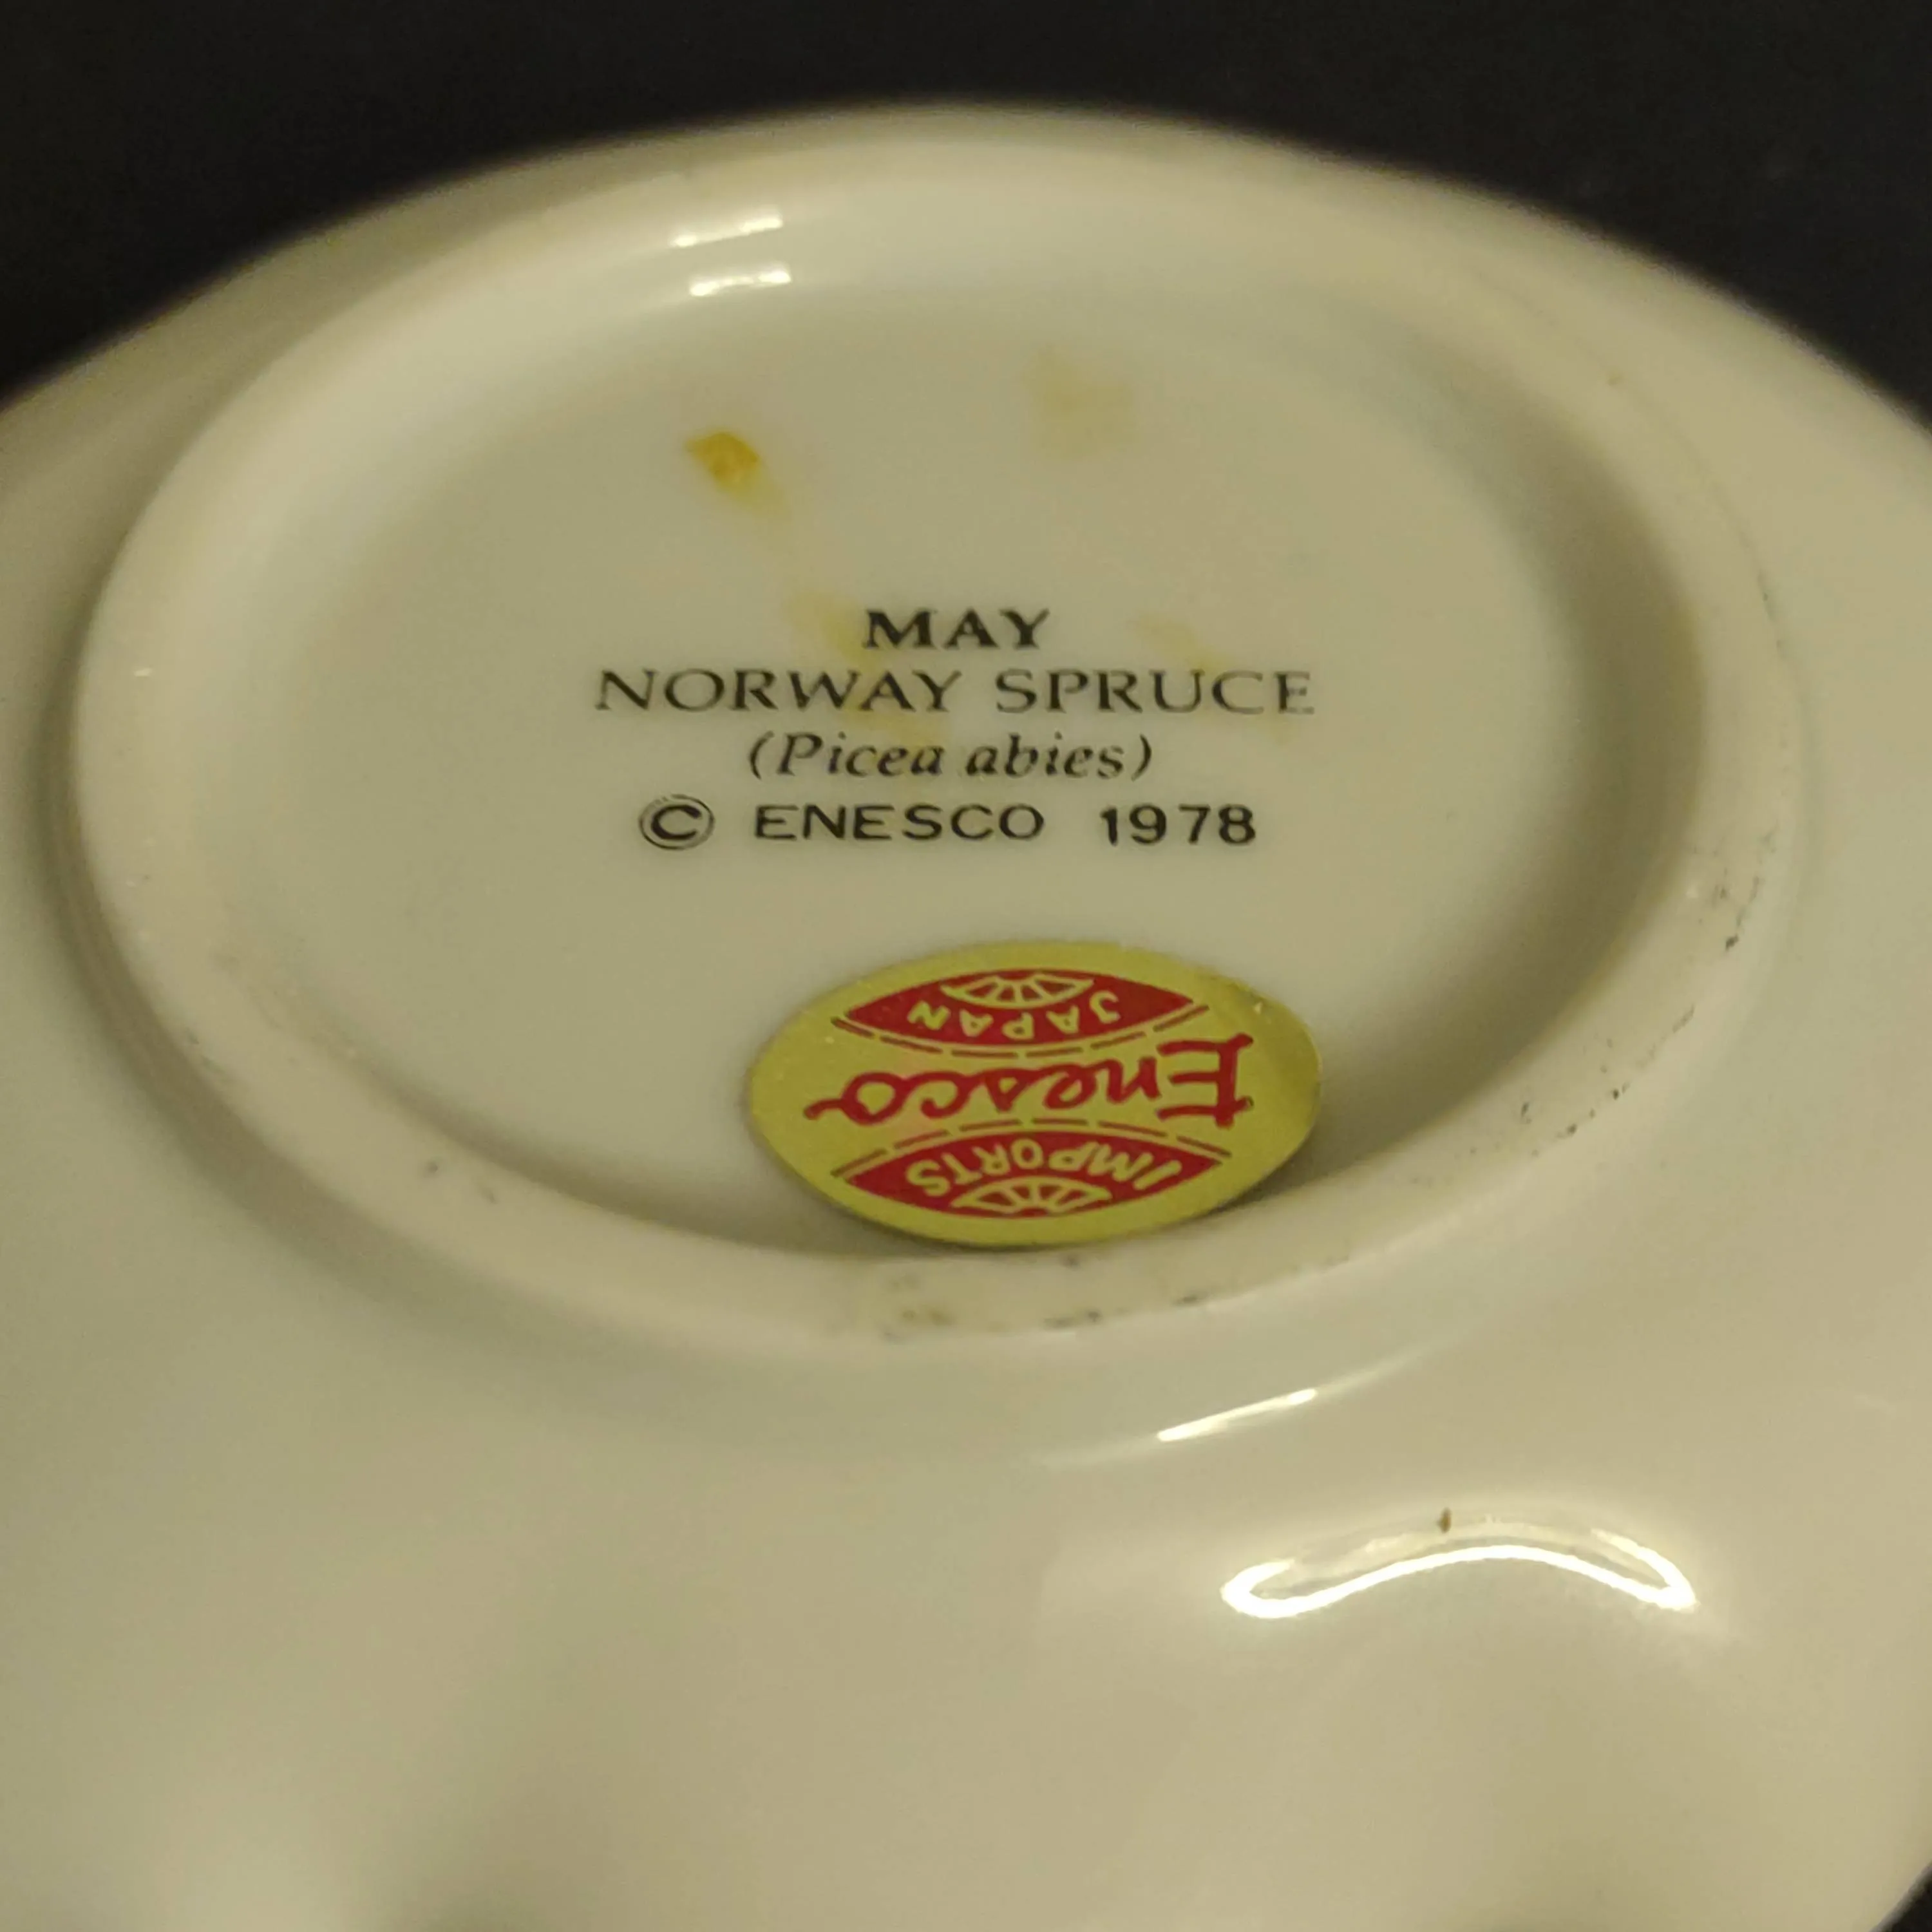 MAY
NORWAY SPRUCE
(Picea abies)
© ENESCO 1978
IMPORTS
Enesco
JAPAN